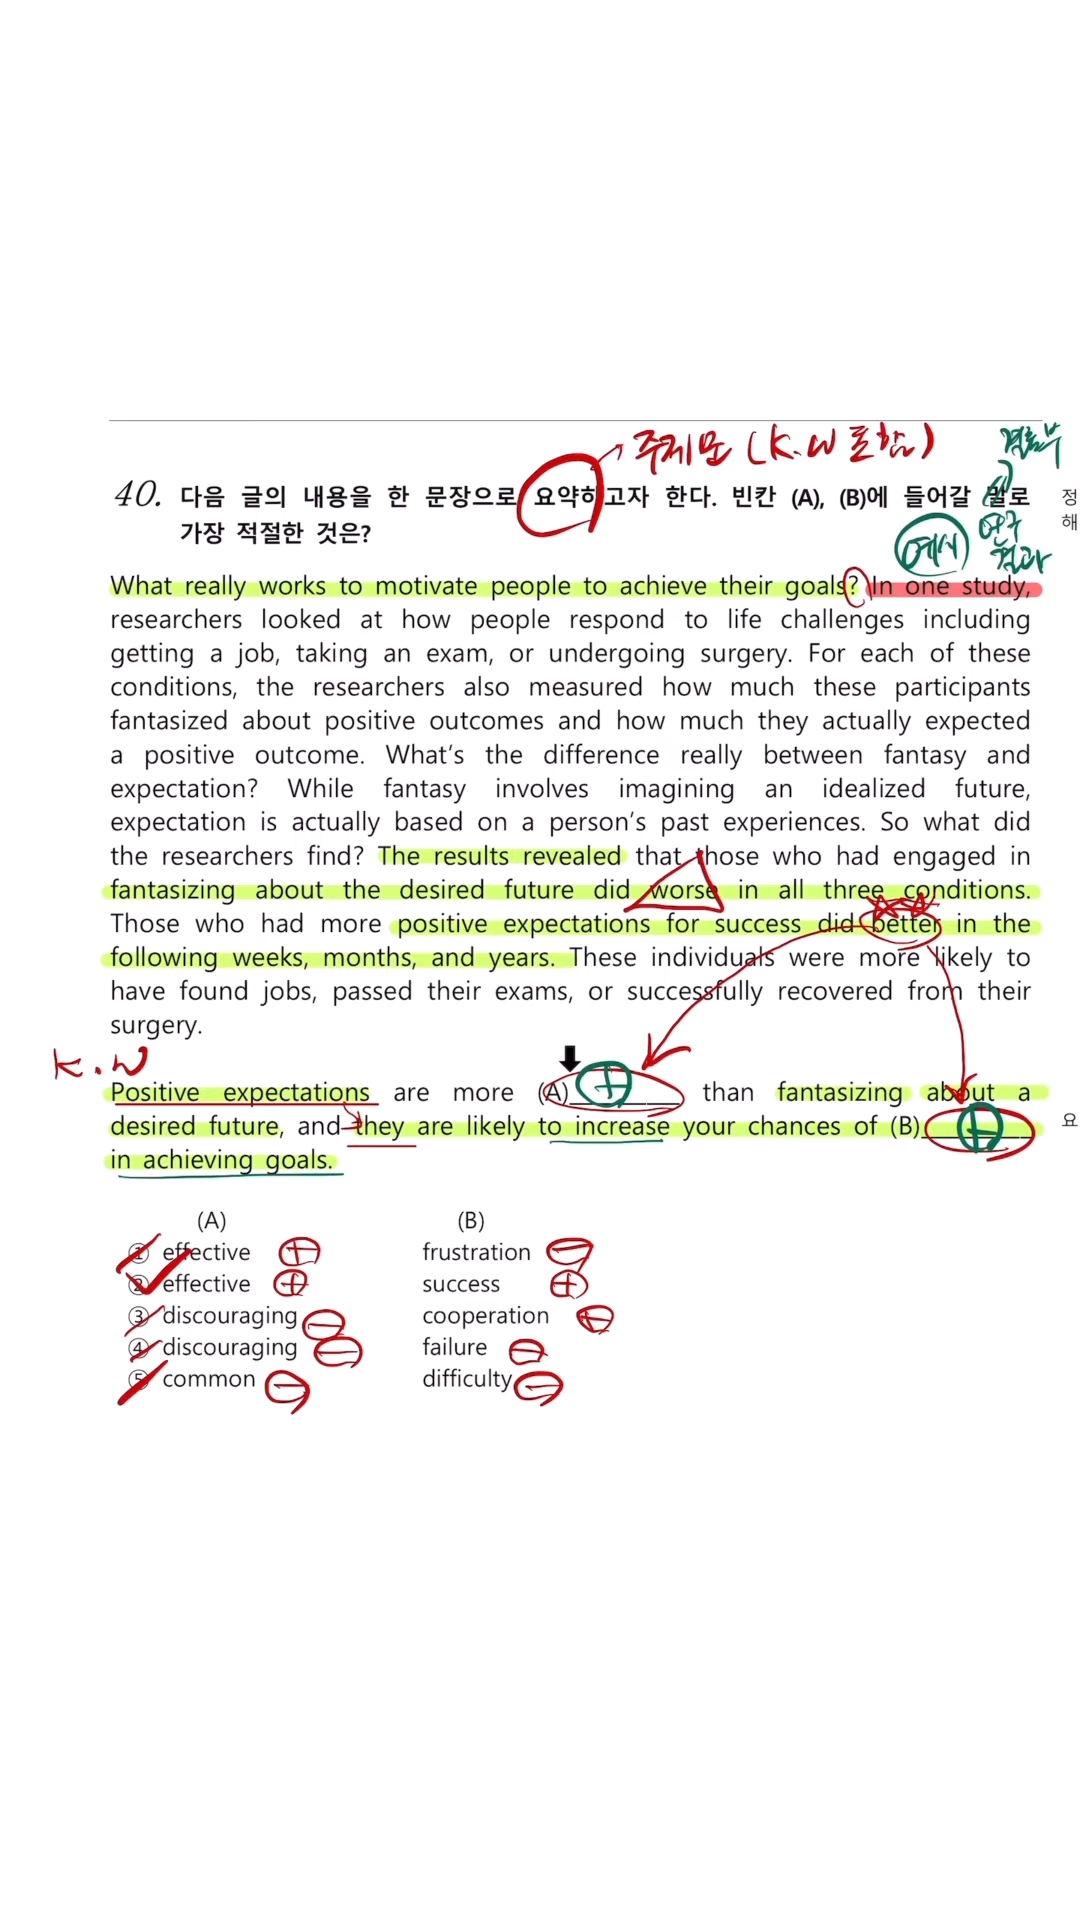 주제문 (K.W 포함)
40. 다음 글의 내용을 한 문장으로 요약하고자 한다. 빈칸 (A), (B)에 들어갈 말로
가장 적절한 것은?
정
해
예시
What really works to motivate people to achieve their goals? In one study,
researchers looked at how people respond to life challenges including
getting a job, taking an exam, or undergoing surgery. For each of these
conditions, the researchers also measured how much these participants
fantasized about positive outcomes and how much they actually expected
a positive outcome. What's the difference really between fantasy and
expectation? While fantasy involves imagining an idealized future,
expectation is actually based on a person's past experiences. So what did
the researchers find? The results revealed that those who had engaged in
fantasizing about the desired future did worse in all three conditions.
Those who had more positive expectations for success did better in the
following weeks, months, and years. These individuals were more likely to
have found jobs, passed their exams, or successfully recovered from their
surgery.
K.W
Positive expectations are more (A)________ than fantasizing about a
desired future, and they are likely to increase your chances of (B)________
in achieving goals.
요
(A) (B)
① effective frustration
② effective success
③ discouraging cooperation
④ discouraging failure
⑤ common difficulty